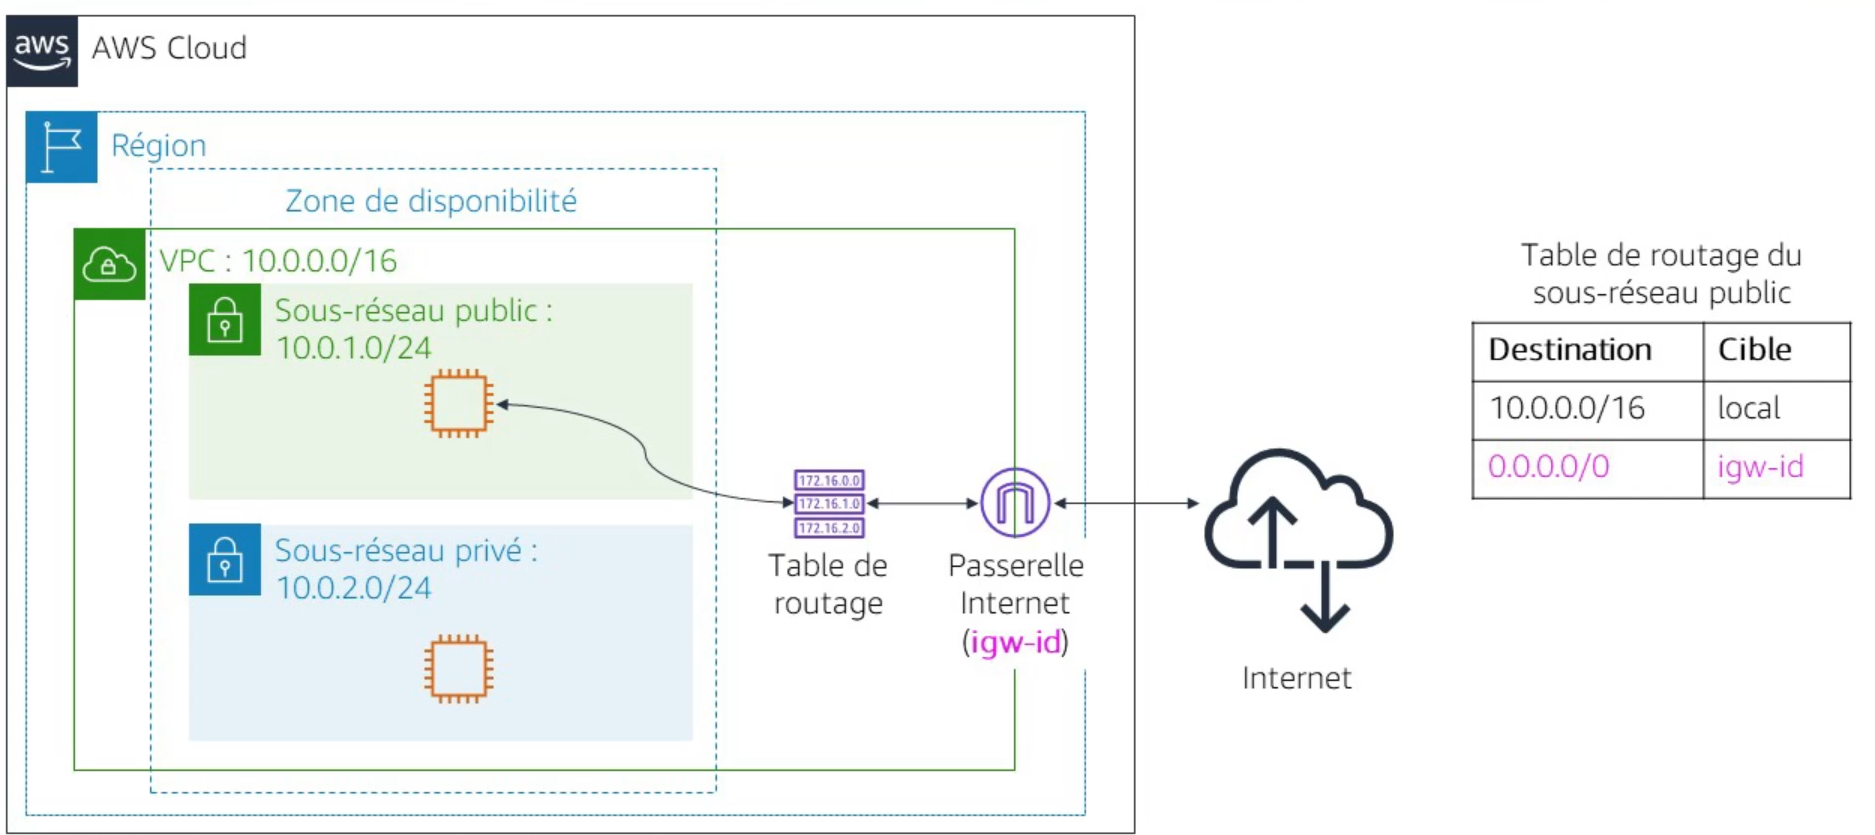 aws
AWS Cloud
Région
Zone de disponibilité
VPC : 10.0.0.0/16
Sous-réseau public :
10.0.1.0/24
Sous-réseau privé :
10.0.2.0/24
172.16.0.0
172.16.1.0
172.16.2.0
Table de
routage
Passerelle
Internet
(igw-id)
Internet
Table de routage du
sous-réseau public
Destination Cible
10.0.0.0/16 local
0.0.0.0/0 igw-id